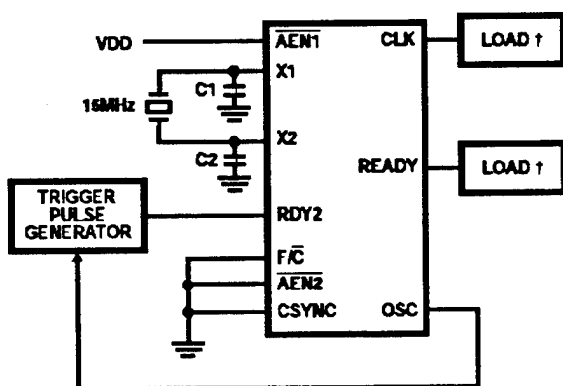 VDD
AEN1
CLK
LOAD †
X1
C1
15MHz
X2
C2
READY
LOAD †
TRIGGER
PULSE
GENERATOR
RDY2
F/C
AEN2
CSYNC
OSC